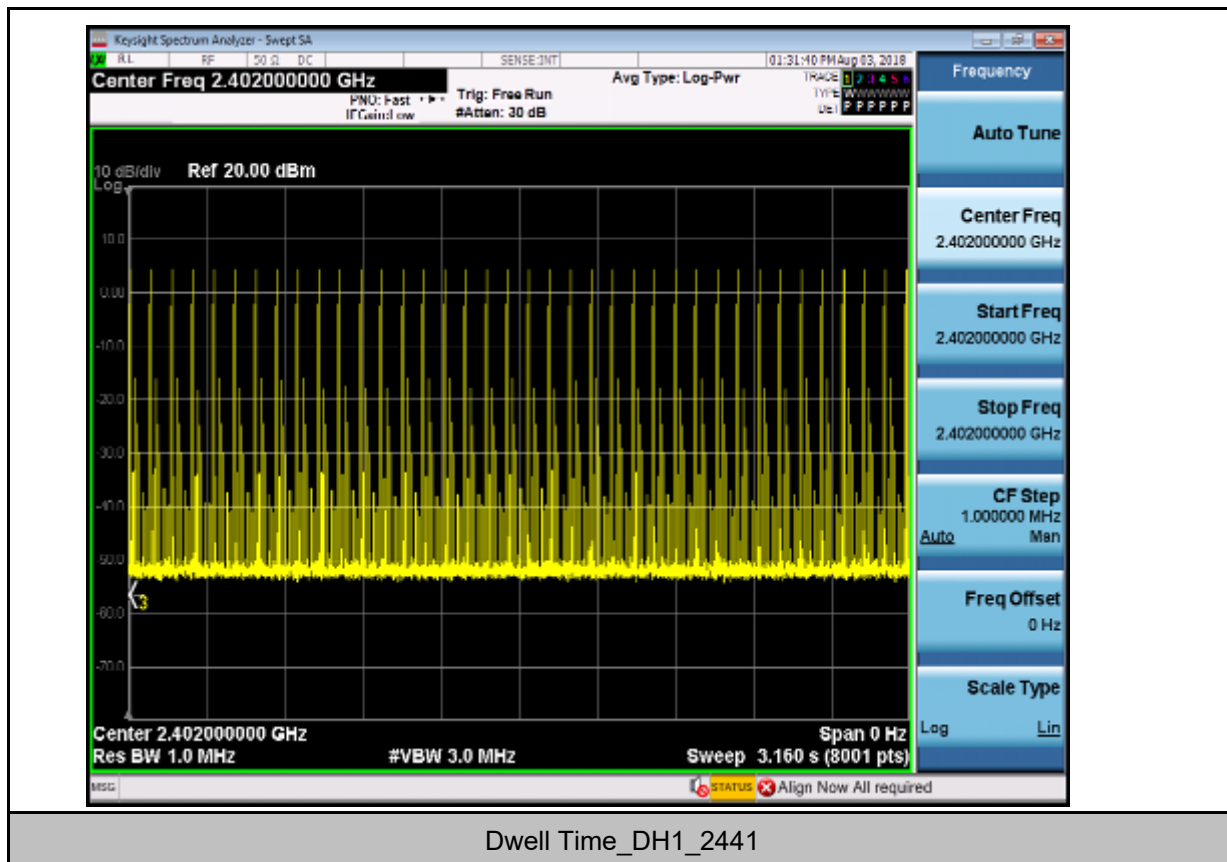 Keysight Spectrum Analyzer - Swept SA
RL RF 50 Ω DC SENSE:INT 01:31:40 PM Aug 03, 2018
Center Freq 2.402000000 GHz
PNO: Fast
IFGain:Low
Trig: Free Run
#Atten: 30 dB
Avg Type: Log-Pwr
TRACE 1 2 3 4 5 6
TYPE WWWWWW
DET P P P P P P
10 dB/div Ref 20.00 dBm
Log
10.0
0.00
-10.0
-20.0
-30.0
-40.0
-50.0
-60.0
-70.0
3
Center 2.402000000 GHz Span 0 Hz
Res BW 1.0 MHz #VBW 3.0 MHz Sweep 3.160 s (8001 pts)
MSG STATUS Align Now All required
Frequency
Auto Tune
Center Freq
2.402000000 GHz
Start Freq
2.402000000 GHz
Stop Freq
2.402000000 GHz
CF Step
1.000000 MHz
Auto Man
Freq Offset
0 Hz
Scale Type
Log Lin
Dwell Time_DH1_2441